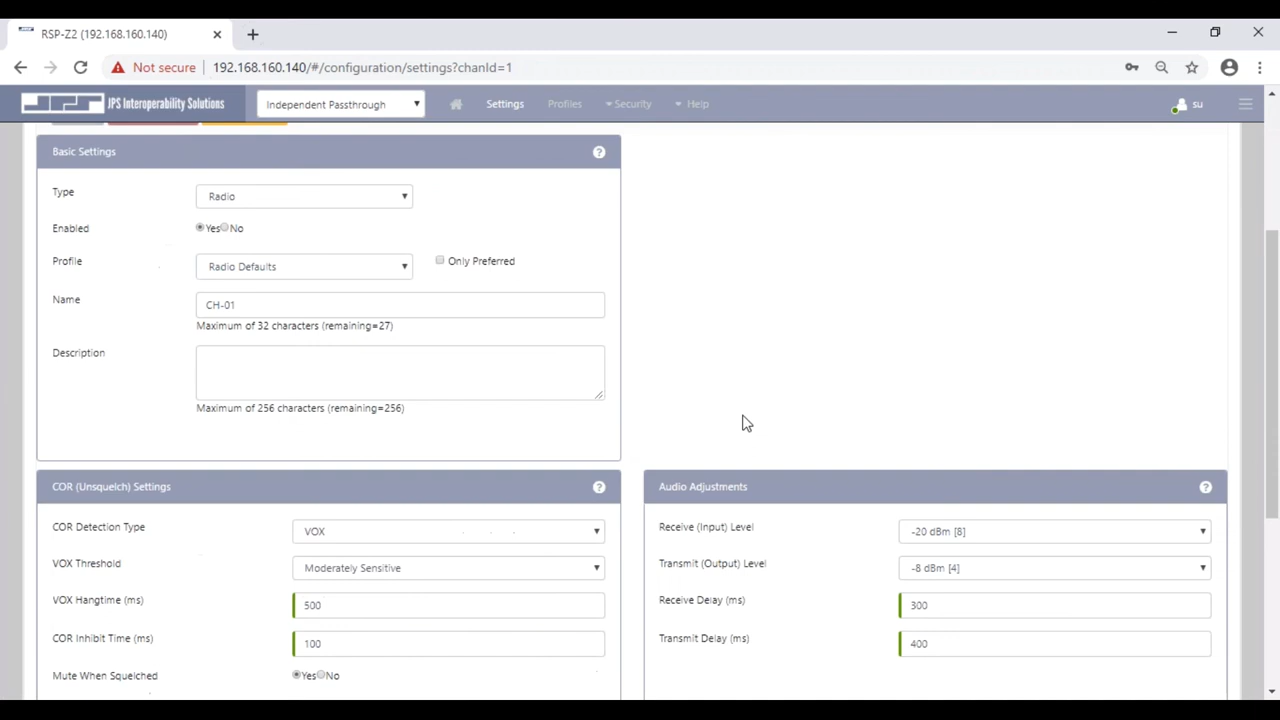 RSP-Z2 (192.168.160.140)
Not secure
192.168.160.140/#/configuration/settings?chanId=1
JPS Interoperability Solutions
Independent Passthrough
Settings
Profiles
Security
Help
su
Basic Settings
Type
Radio
Enabled
Yes No
Profile
Radio Defaults
Only Preferred
Name
CH-01
Maximum of 32 characters (remaining=27)
Description
Maximum of 256 characters (remaining=256)
COR (Unsquelch) Settings
COR Detection Type
VOX
VOX Threshold
Moderately Sensitive
VOX Hangtime (ms)
500
COR Inhibit Time (ms)
100
Mute When Squelched
Yes No
Audio Adjustments
Receive (Input) Level
-20 dBm [8]
Transmit (Output) Level
-8 dBm [4]
Receive Delay (ms)
300
Transmit Delay (ms)
400